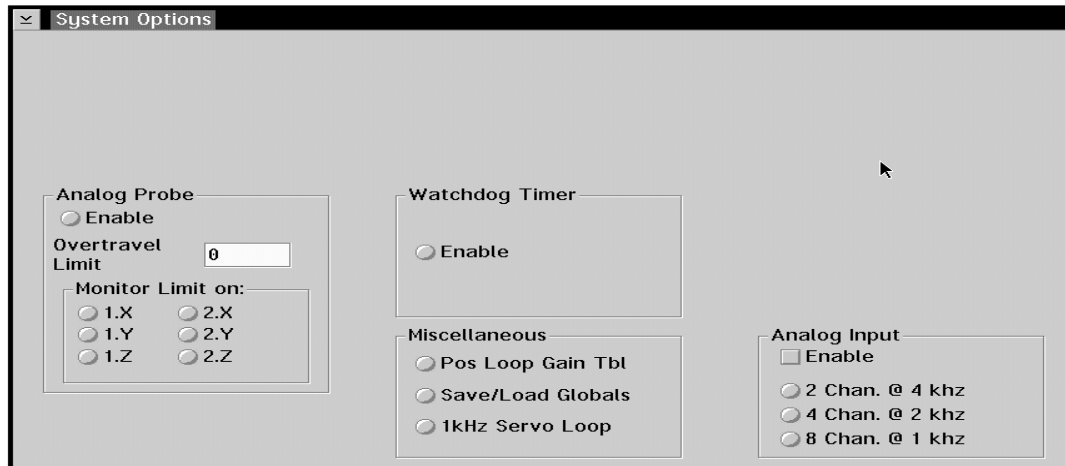 System Options
Analog Probe
Enable
Overtravel
Limit
0
Monitor Limit on:
1.X 2.X
1.Y 2.Y
1.Z 2.Z
Watchdog Timer
Enable
Miscellaneous
Pos Loop Gain Tbl
Save/Load Globals
1kHz Servo Loop
Analog Input
Enable
2 Chan. @ 4 khz
4 Chan. @ 2 khz
8 Chan. @ 1 khz